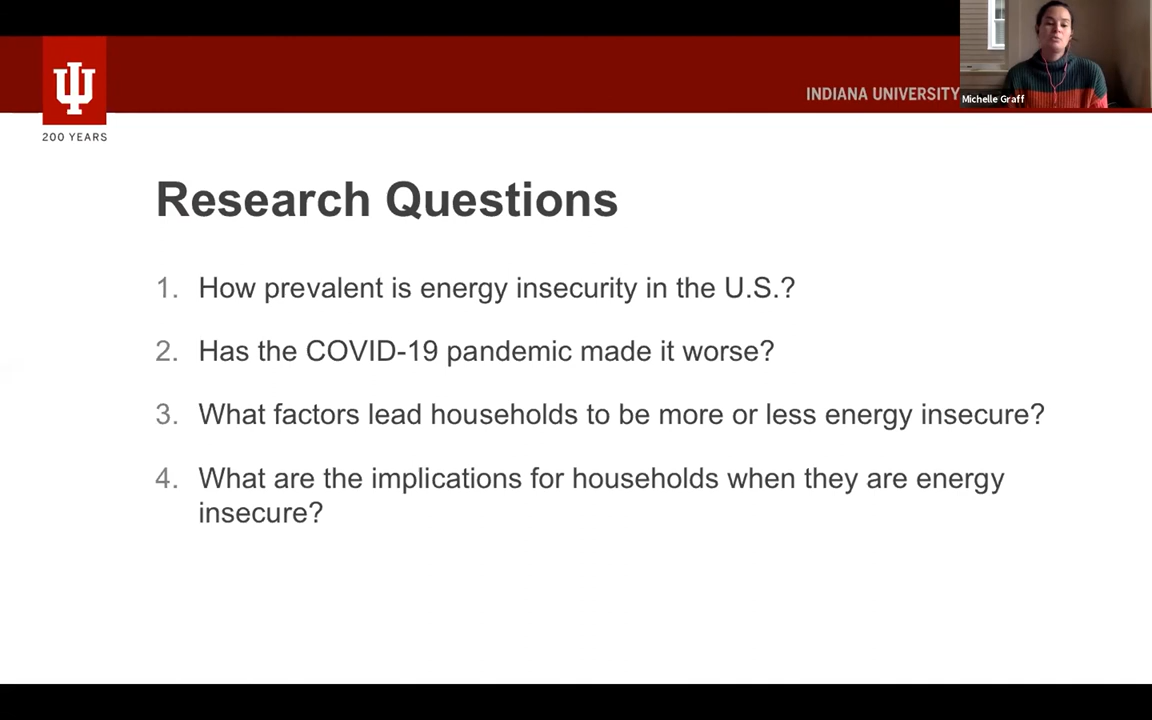 INDIANA UNIVERSITY
Michelle Graff
200 YEARS
Research Questions
1. How prevalent is energy insecurity in the U.S.?
2. Has the COVID-19 pandemic made it worse?
3. What factors lead households to be more or less energy insecure?
4. What are the implications for households when they are energy
insecure?